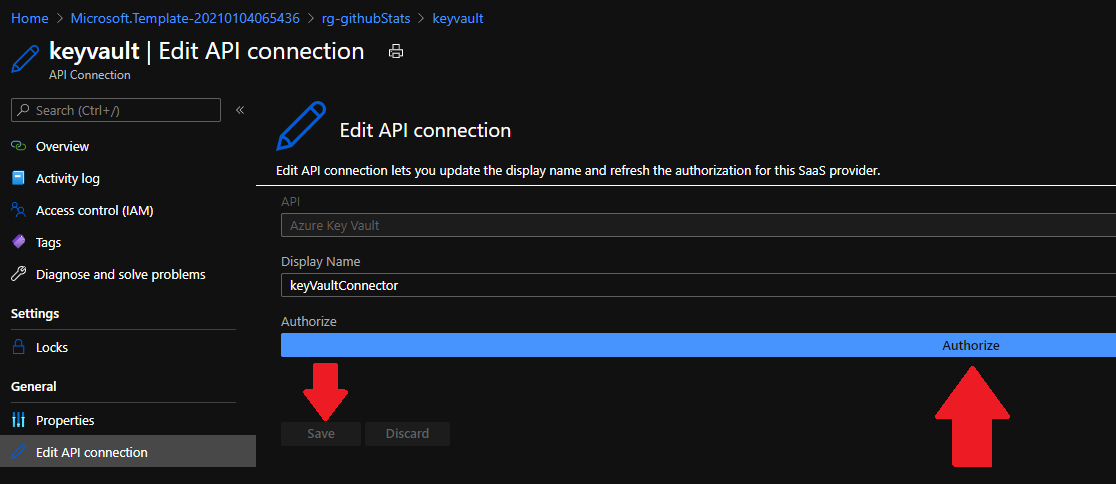 Home > Microsoft.Template-20210104065436 > rg-githubStats > keyvault
keyvault | Edit API connection
API Connection
Search (Ctrl+/)
«
Overview
Activity log
Access control (IAM)
Tags
Diagnose and solve problems
Settings
Locks
General
Properties
Edit API connection
Edit API connection
Edit API connection lets you update the display name and refresh the authorization for this SaaS provider.
API
Azure Key Vault
Display Name
keyVaultConnector
Authorize
Authorize
Save Discard